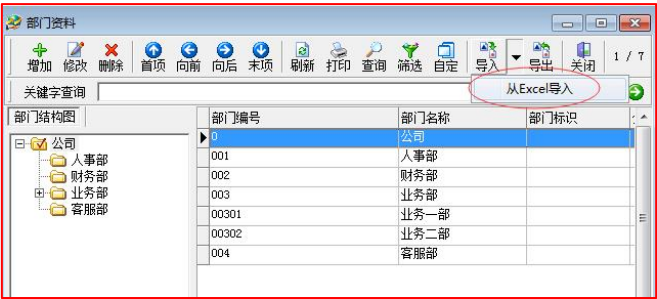 部门资料
增加 修改 删除 首项 向前 向后 末项 刷新 打印 查询 筛选 自定 导入 导出 关闭 1 / 7
关键字查询
从Excel导入
部门结构图
公司
人事部
财务部
业务部
客服部
部门编号 部门名称 部门标识
0 公司
001 人事部
002 财务部
003 业务部
00301 业务一部
00302 业务二部
004 客服部